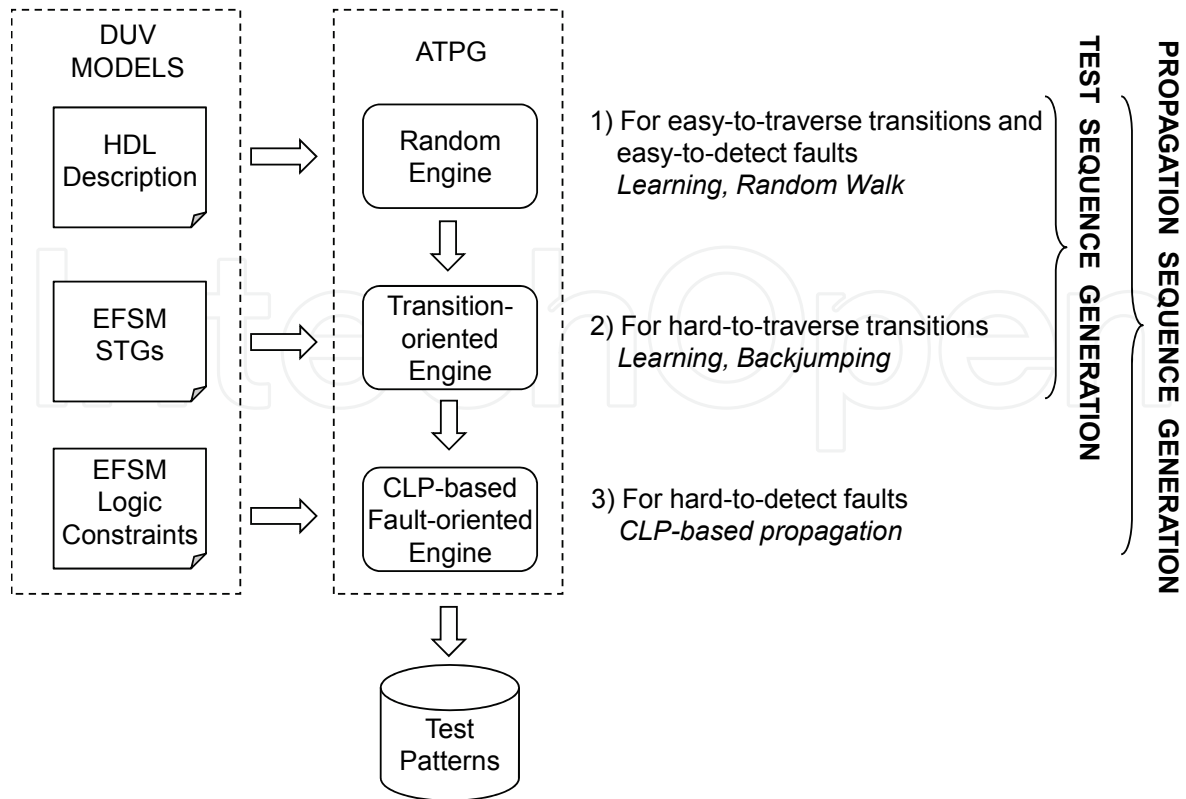 DUV
MODELS
HDL
Description
EFSM
STGs
EFSM
Logic
Constraints
ATPG
Random
Engine
Transition-
oriented
Engine
CLP-based
Fault-oriented
Engine
Test
Patterns
1) For easy-to-traverse transitions and
easy-to-detect faults
Learning, Random Walk
2) For hard-to-traverse transitions
Learning, Backjumping
3) For hard-to-detect faults
CLP-based propagation
TEST SEQUENCE GENERATION
PROPAGATION SEQUENCE GENERATION
IntechOpen